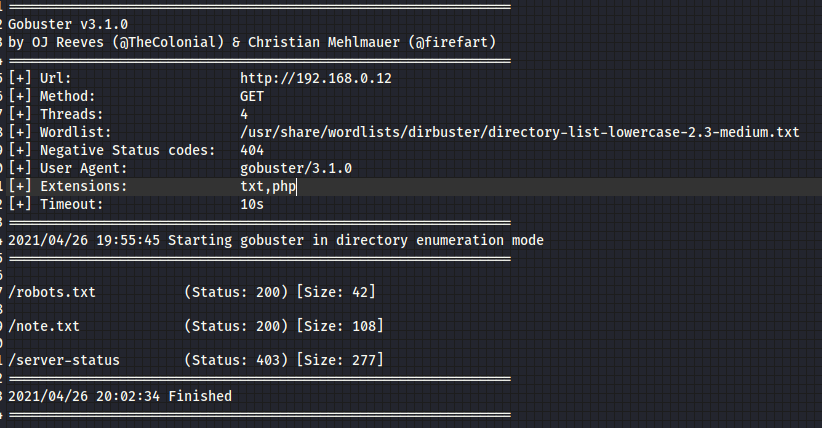 ===============================================================
Gobuster v3.1.0
by OJ Reeves (@TheColonial) & Christian Mehlmauer (@firefart)
===============================================================
[+] Url:                     http://192.168.0.12
[+] Method:                  GET
[+] Threads:                 4
[+] Wordlist:                /usr/share/wordlists/dirbuster/directory-list-lowercase-2.3-medium.txt
[+] Negative Status codes:   404
[+] User Agent:              gobuster/3.1.0
[+] Extensions:              txt,php
[+] Timeout:                 10s
===============================================================
2021/04/26 19:55:45 Starting gobuster in directory enumeration mode
===============================================================
/robots.txt           (Status: 200) [Size: 42]
/note.txt             (Status: 200) [Size: 108]
/server-status        (Status: 403) [Size: 277]
===============================================================
2021/04/26 20:02:34 Finished
===============================================================